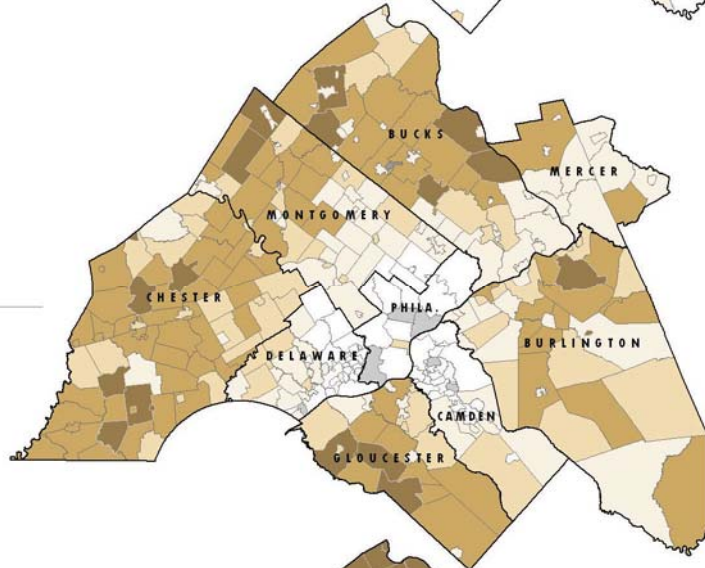 BUCKS
MERCER
MONTGOMERY
CHESTER
PHILA.
BURLINGTON
DELAWARE
CAMDEN
GLOUCESTER